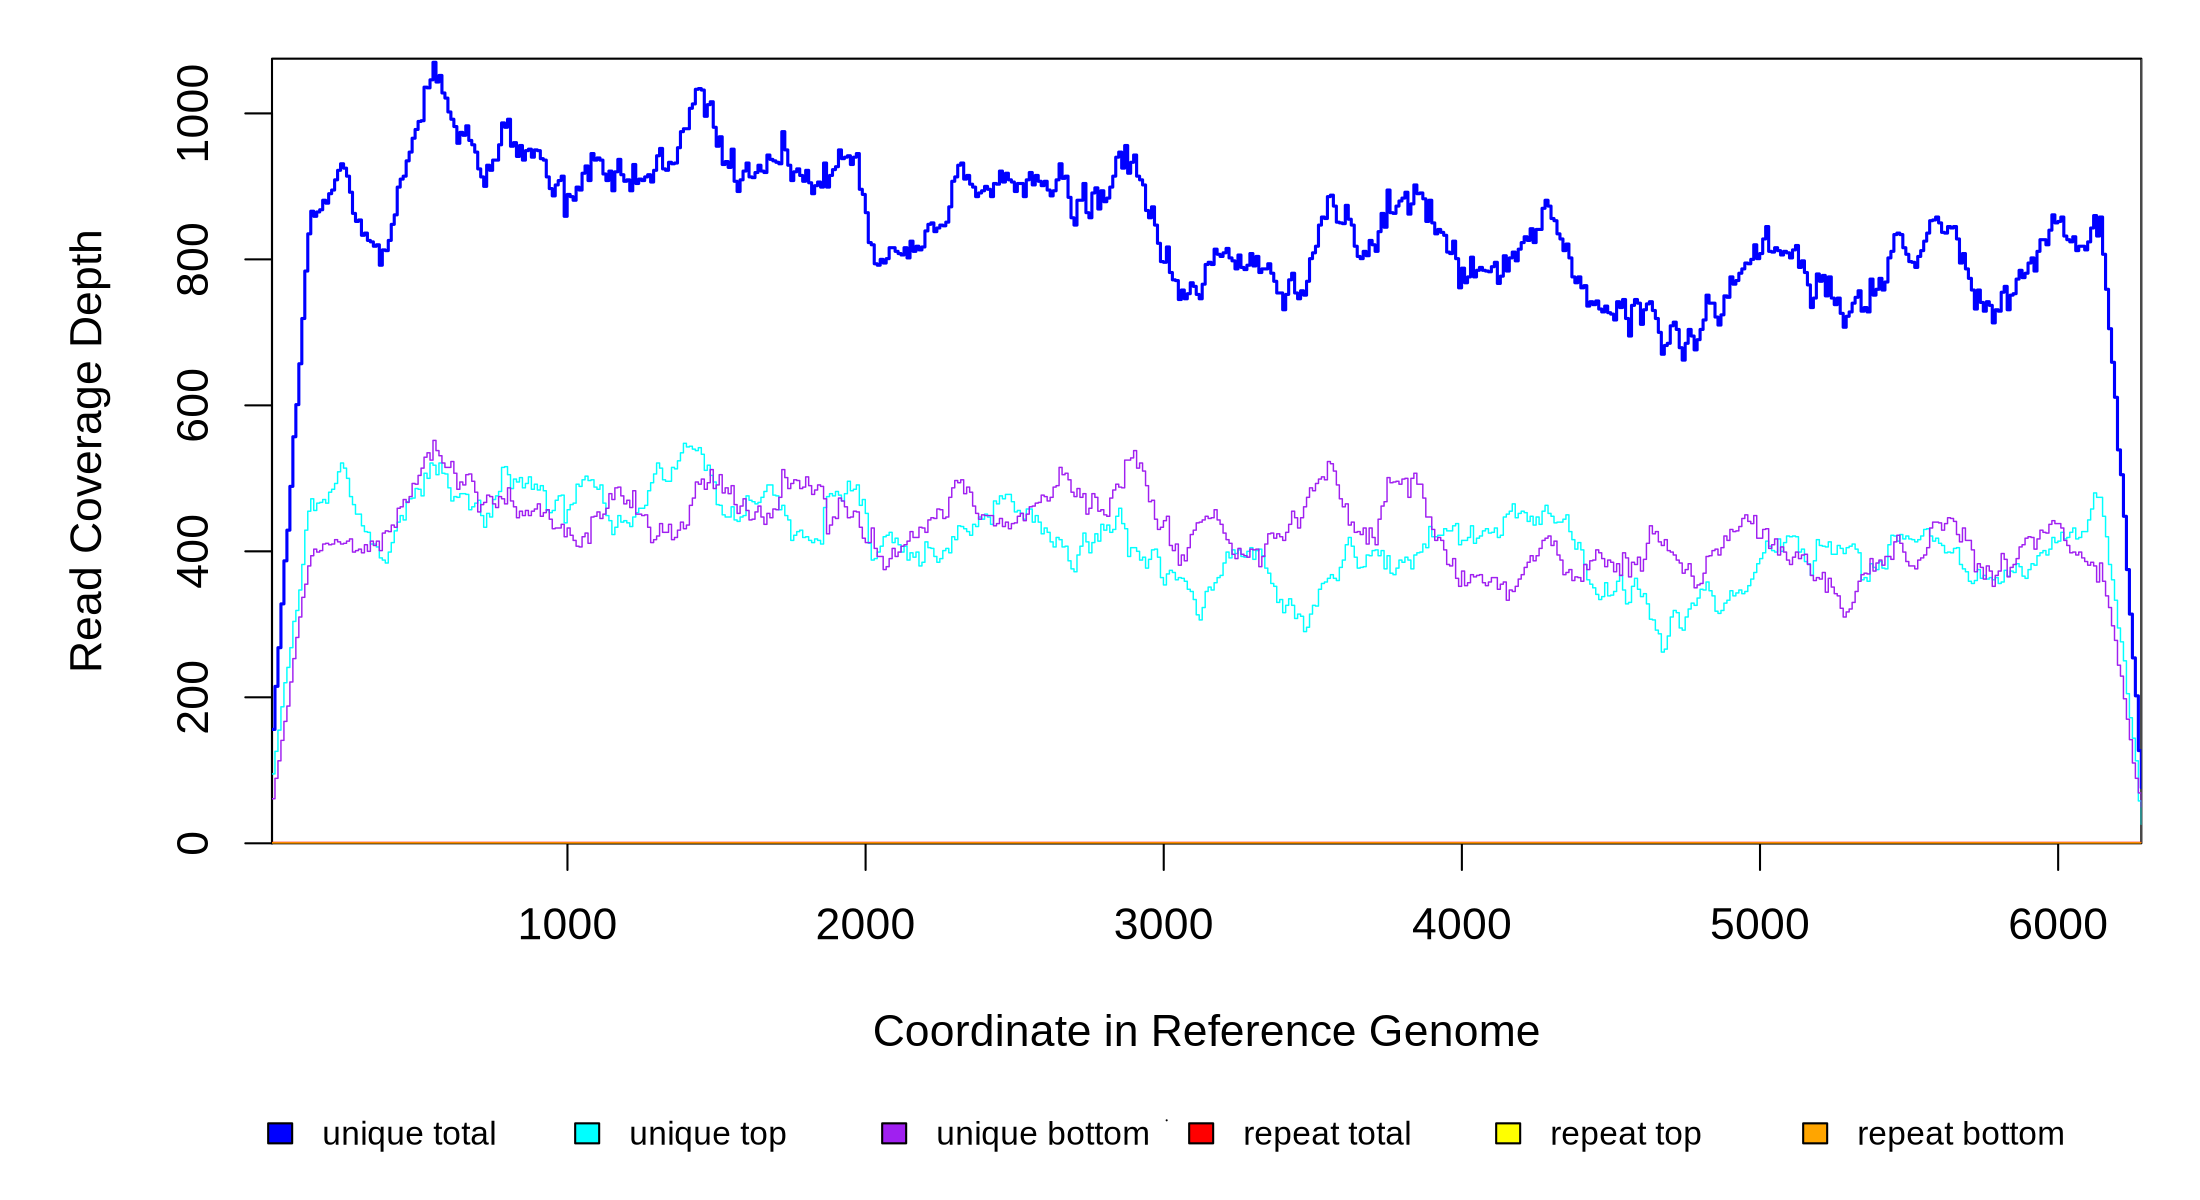 Read Coverage Depth
1000
800
600
400
200
0
1000 2000 3000 4000 5000 6000
Coordinate in Reference Genome
unique total unique top unique bottom repeat total repeat top repeat bottom